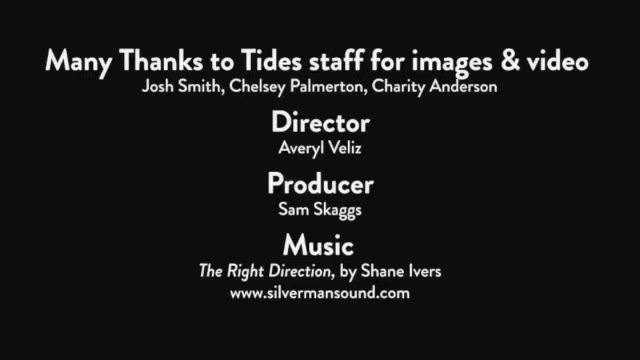 Many Thanks to Tides staff for images & video
Josh Smith, Chelsey Palmerton, Charity Anderson
Director
Averyl Veliz
Producer
Sam Skaggs
Music
The Right Direction, by Shane Ivers
www.silvermansound.com